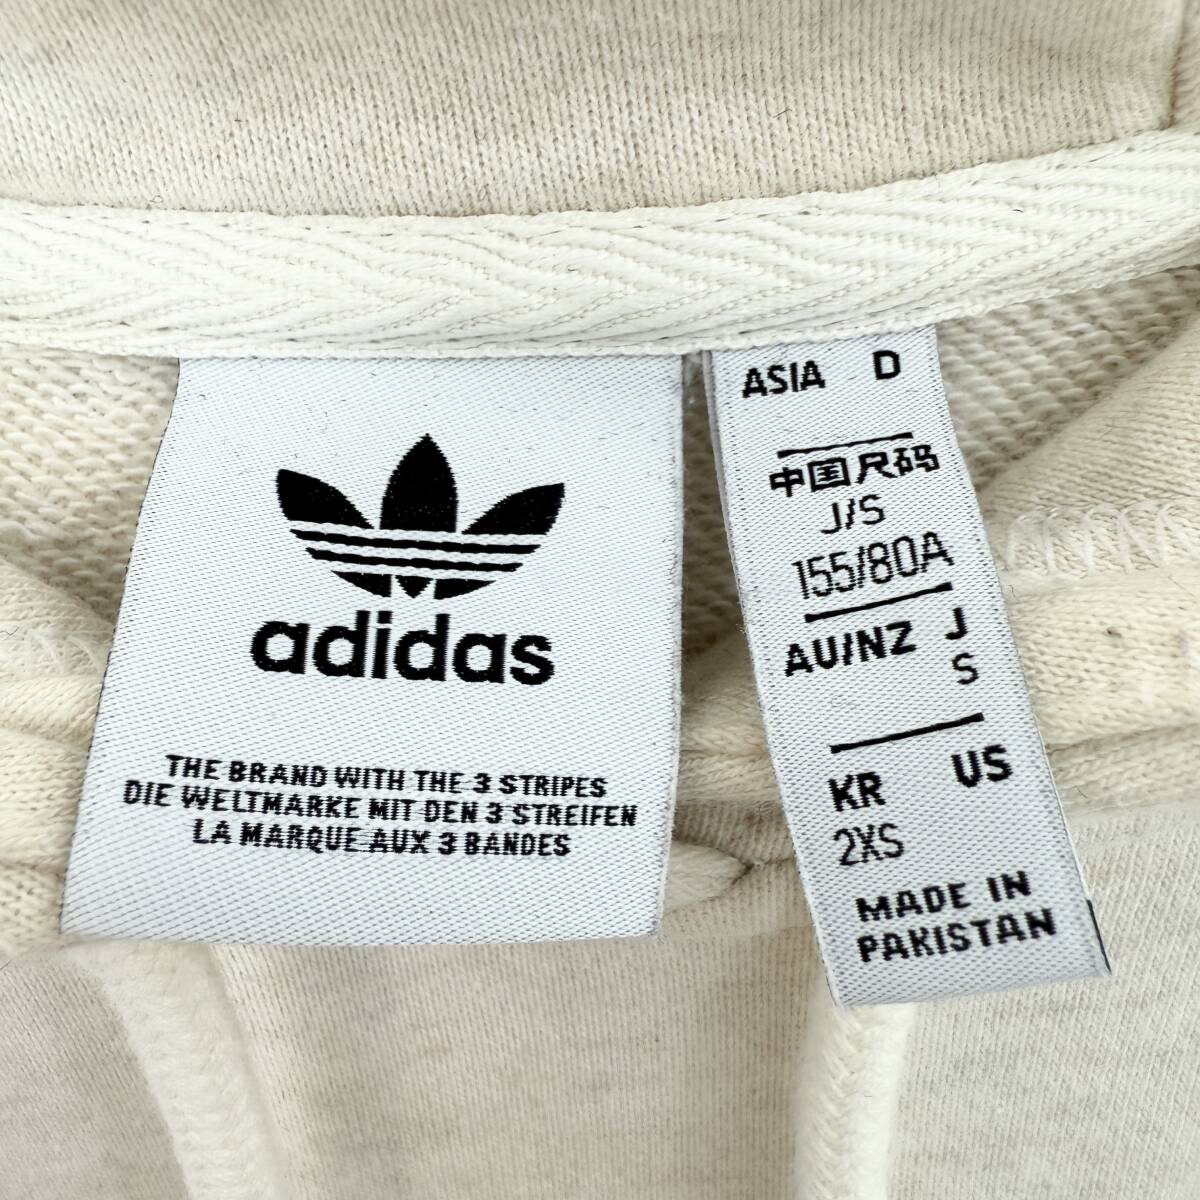 adidas
THE BRAND WITH THE 3 STRIPES
DIE WELTMARKE MIT DEN 3 STREIFEN
LA MARQUE AUX 3 BANDES
ASIA D
中国尺码
J/S
155/80A
AU/NZ J
S
KR US
2XS
MADE IN
PAKISTAN